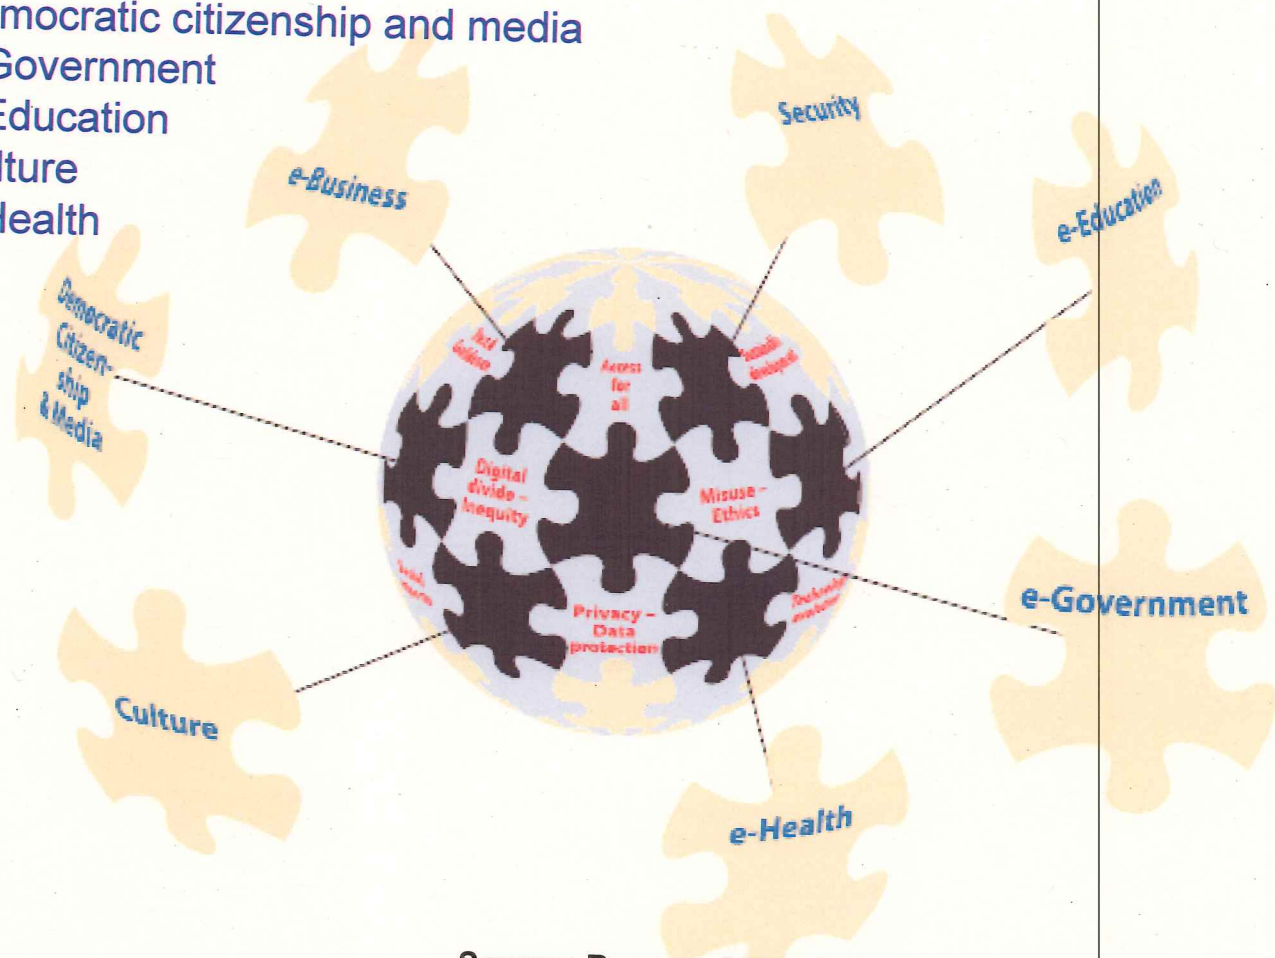 mocratic citizenship and media
Government
Education
lture
Health
e-Business
Security
e-Education
Democratic
Citizen-
ship
& Media
Access
for
all
Digital
divide –
Inequity
Misuse –
Ethics
Privacy –
Data
protection
e-Government
Culture
e-Health